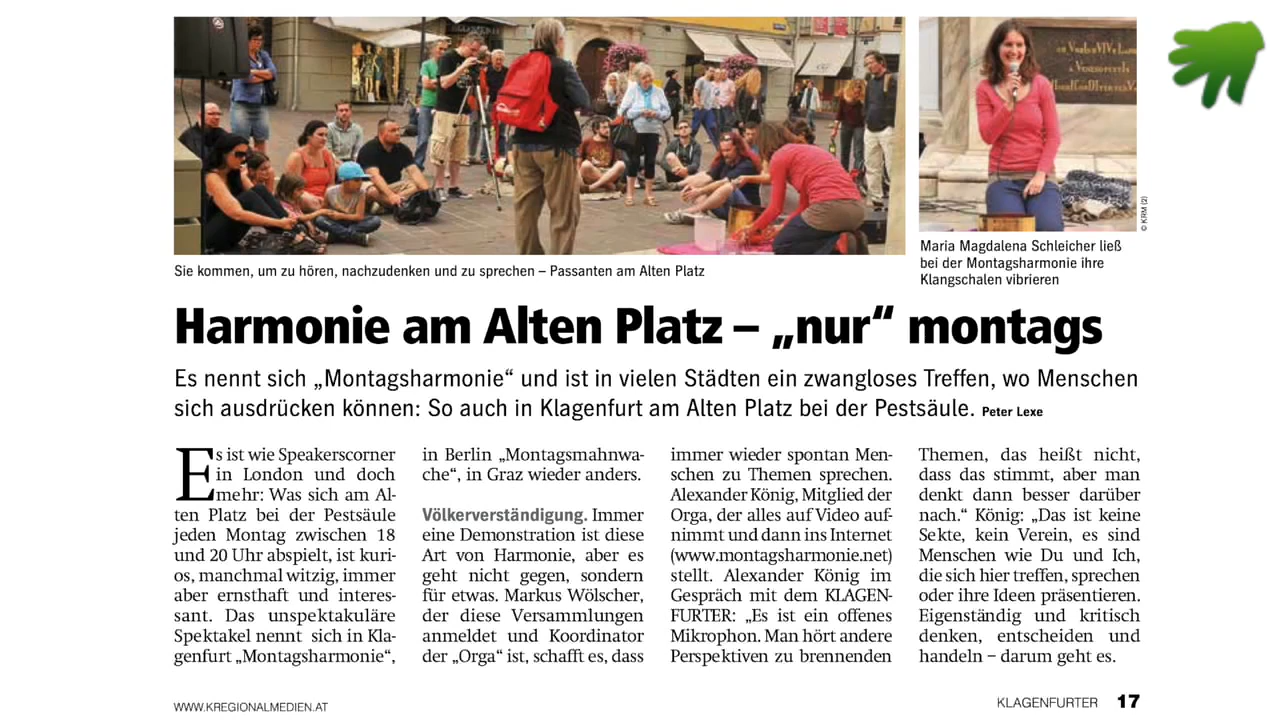 © KRM (2)
Sie kommen, um zu hören, nachzudenken und zu sprechen – Passanten am Alten Platz
Maria Magdalena Schleicher ließ
bei der Montagsharmonie ihre
Klangschalen vibrieren
Harmonie am Alten Platz – „nur“ montags
Es nennt sich „Montagsharmonie“ und ist in vielen Städten ein zwangloses Treffen, wo Menschen
sich ausdrücken können: So auch in Klagenfurt am Alten Platz bei der Pestsäule. Peter Lexe
Es ist wie Speakerscorner
in London und doch
mehr: Was sich am Al-
ten Platz bei der Pestsäule
jeden Montag zwischen 18
und 20 Uhr abspielt, ist kuri-
os, manchmal witzig, immer
aber ernsthaft und interes-
sant. Das unspektakuläre
Spektakel nennt sich in Kla-
genfurt „Montagsharmonie“,
in Berlin „Montagsmahnwa-
che“, in Graz wieder anders.
Völkerverständigung. Immer
eine Demonstration ist diese
Art von Harmonie, aber es
geht nicht gegen, sondern
für etwas. Markus Wölscher,
der diese Versammlungen
anmeldet und Koordinator
der „Orga“ ist, schafft es, dass
immer wieder spontan Men-
schen zu Themen sprechen.
Alexander König, Mitglied der
Orga, der alles auf Video auf-
nimmt und dann ins Internet
(www.montagsharmonie.net)
stellt. Alexander König im
Gespräch mit dem KLAGEN-
FURTER: „Es ist ein offenes
Mikrophon. Man hört andere
Perspektiven zu brennenden
Themen, das heißt nicht,
dass das stimmt, aber man
denkt dann besser darüber
nach.“ König: „Das ist keine
Sekte, kein Verein, es sind
Menschen wie Du und Ich,
die sich hier treffen, sprechen
oder ihre Ideen präsentieren.
Eigenständig und kritisch
denken, entscheiden und
handeln – darum geht es.
WWW.KREGIONALMEDIEN.AT
KLAGENFURTER 17